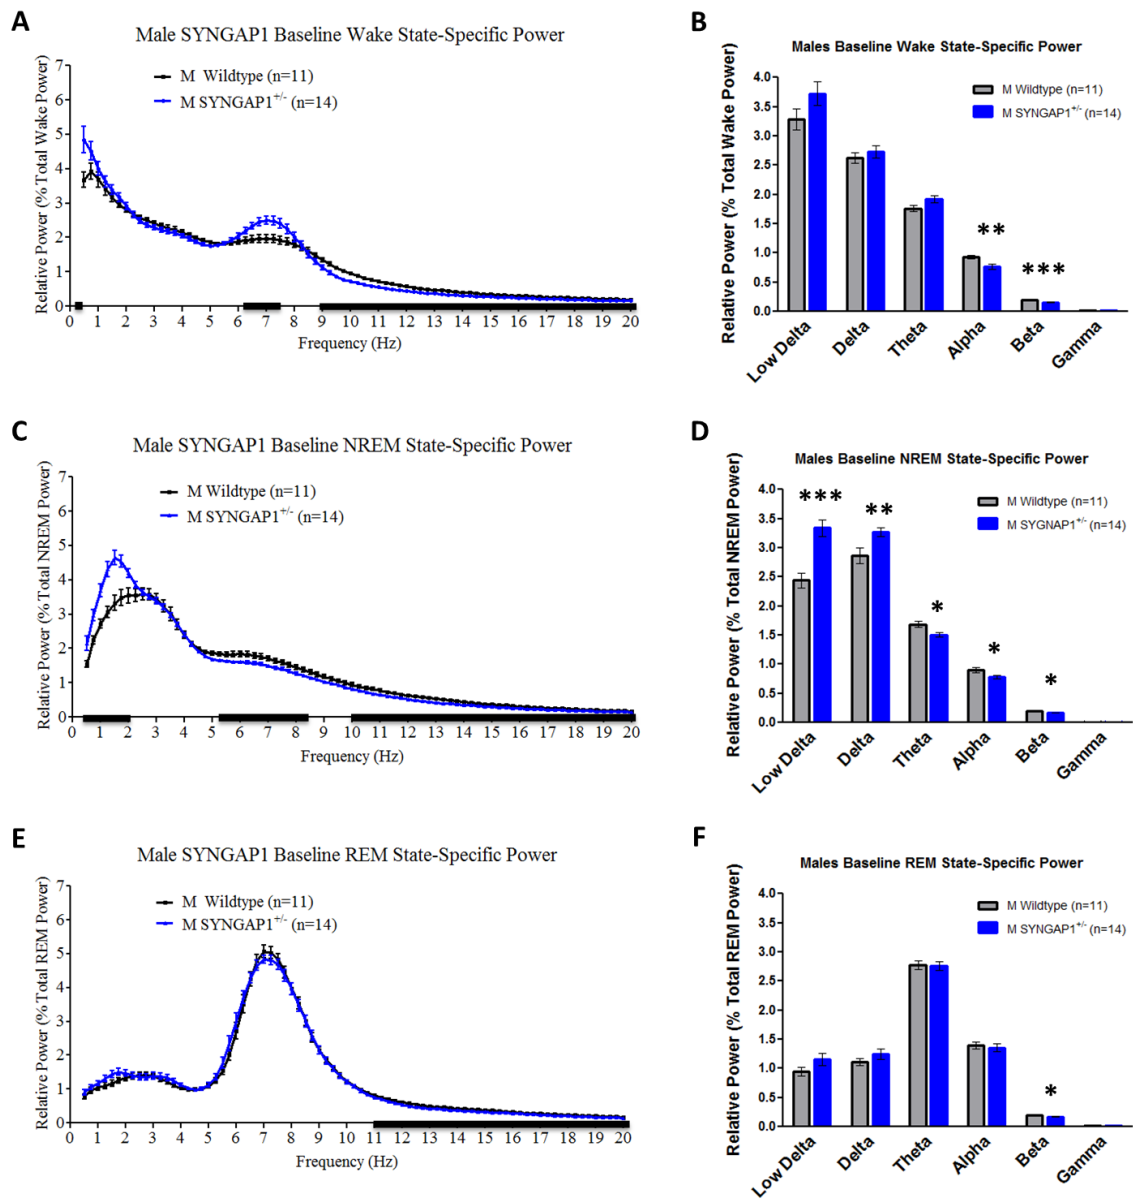 A
Male SYNGAP1 Baseline Wake State-Specific Power
M Wildtype (n=11)
M SYNGAP1+/- (n=14)
Relative Power (% Total Wake Power)
7
6
5
4
3
2
1
0
0 1 2 3 4 5 6 7 8 9 10 11 12 13 14 15 16 17 18 19 20
Frequency (Hz)
B
Males Baseline Wake State-Specific Power
M Wildtype (n=11)
M SYNGAP1+/- (n=14)
Relative Power (% Total Wake Power)
4.0
3.5
3.0
2.5
2.0
1.5
1.0
0.5
0.0
**
***
Low Delta
Delta
Theta
Alpha
Beta
Gamma
C
Male SYNGAP1 Baseline NREM State-Specific Power
M Wildtype (n=11)
M SYNGAP1+/- (n=14)
Relative Power (% Total NREM Power)
7
6
5
4
3
2
1
0
0 1 2 3 4 5 6 7 8 9 10 11 12 13 14 15 16 17 18 19 20
Frequency (Hz)
D
Males Baseline NREM State-Specific Power
M Wildtype (n=11)
M SYGNAP1+/- (n=14)
Relative Power (% Total NREM Power)
4.0
3.5
3.0
2.5
2.0
1.5
1.0
0.5
0.0
***
**
*
*
*
Low Delta
Delta
Theta
Alpha
Beta
Gamma
E
Male SYNGAP1 Baseline REM State-Specific Power
M Wildtype (n=11)
M SYNGAP1+/- (n=14)
Relative Power (% Total REM Power)
7
6
5
4
3
2
1
0
0 1 2 3 4 5 6 7 8 9 10 11 12 13 14 15 16 17 18 19 20
Frequency (Hz)
F
Males Baseline REM State-Specific Power
M Wildtype (n=11)
M SYNGAP1+/- (n=14)
Relative Power (% Total REM Power)
4.0
3.5
3.0
2.5
2.0
1.5
1.0
0.5
0.0
*
Low Delta
Delta
Theta
Alpha
Beta
Gamma